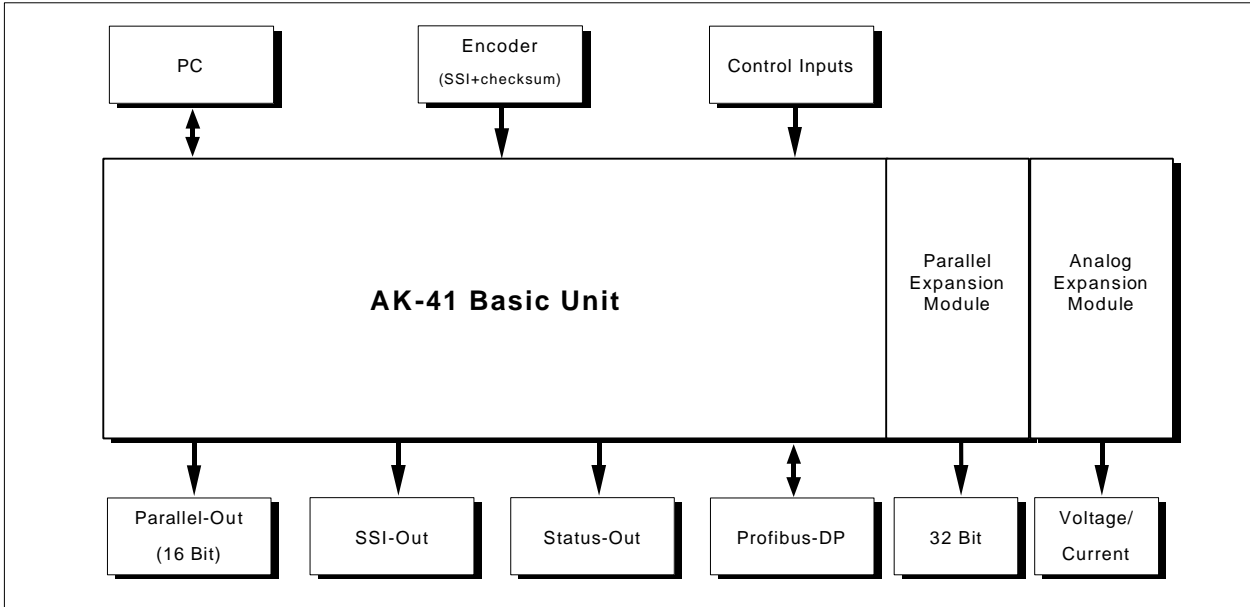 PC
Encoder
(SSI+checksum)
Control Inputs
AK-41 Basic Unit
Parallel
Expansion
Module
Analog
Expansion
Module
Parallel-Out
(16 Bit)
SSI-Out
Status-Out
Profibus-DP
32 Bit
Voltage/
Current